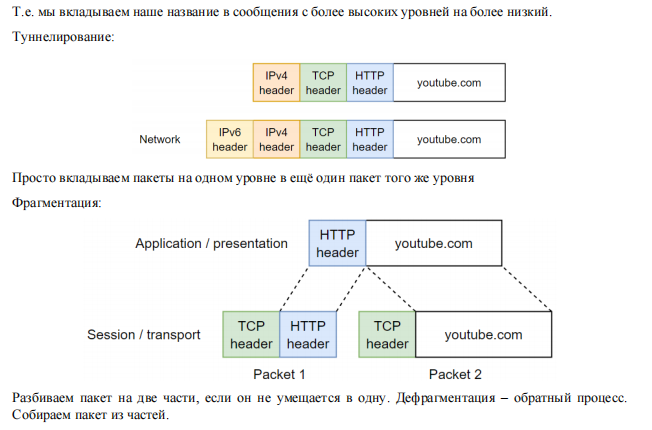 Т.е. мы вкладываем наше название в сообщения с более высоких уровней на более низкий.
Туннелирование:
IPv4 header TCP header HTTP header youtube.com
Network IPv6 header IPv4 header TCP header HTTP header youtube.com
Просто вкладываем пакеты на одном уровне в ещё один пакет того же уровня
Фрагментация:
Application / presentation HTTP header youtube.com
Session / transport TCP header HTTP header TCP header youtube.com
Packet 1 Packet 2
Разбиваем пакет на две части, если он не умещается в одну. Дефрагментация – обратный процесс.
Собираем пакет из частей.